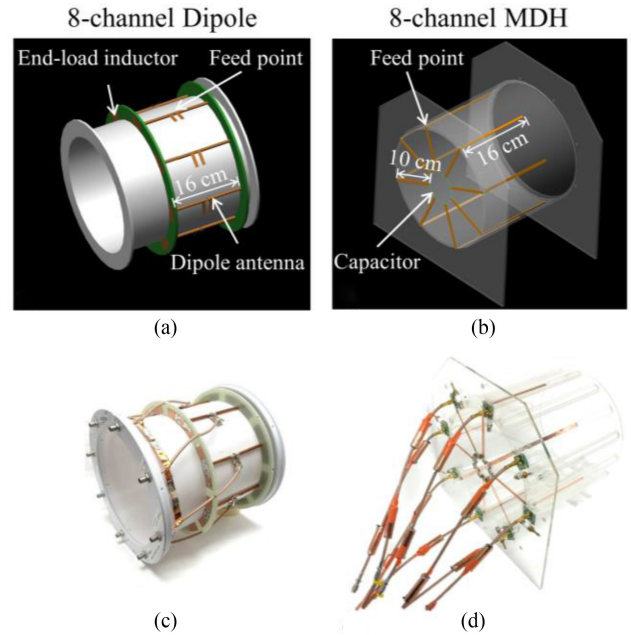 8-channel Dipole
8-channel MDH
End-load inductor
Feed point
16 cm
Dipole antenna
Feed point
10 cm
16 cm
Capacitor
(a)
(b)
(c)
(d)